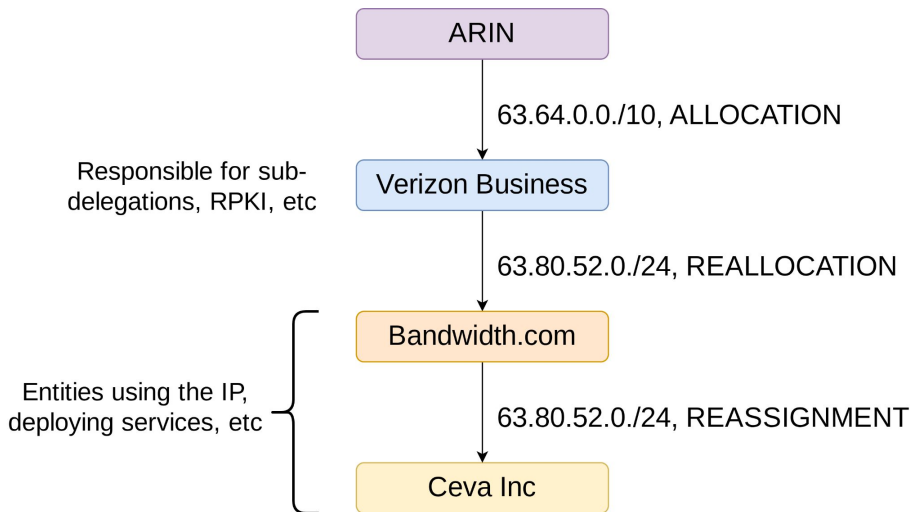 ARIN
63.64.0.0./10, ALLOCATION
Responsible for sub-
delegations, RPKI, etc
Verizon Business
63.80.52.0./24, REALLOCATION
Bandwidth.com
Entities using the IP,
deploying services, etc
63.80.52.0./24, REASSIGNMENT
Ceva Inc